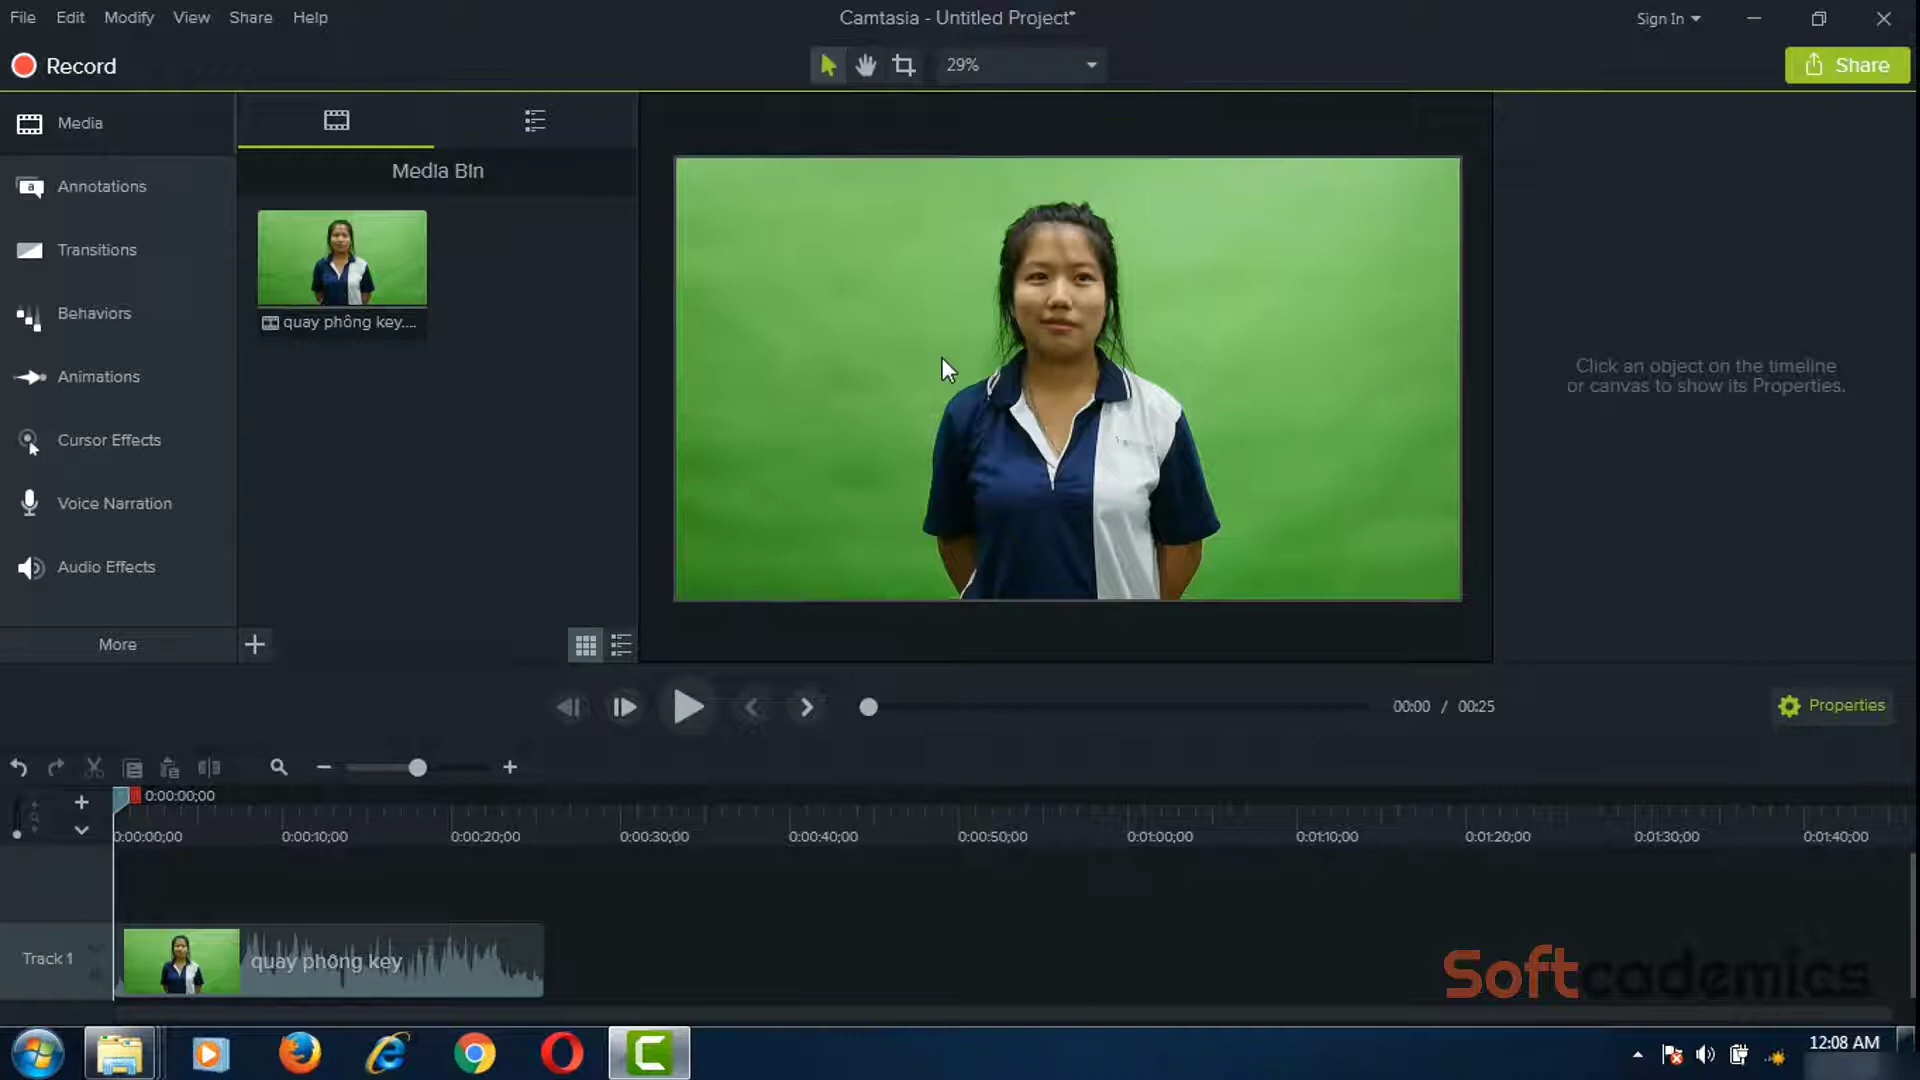 File Edit Modify View Share Help
Camtasia - Untitled Project*
Sign In
Record
29%
Share
Media
Annotations
Transitions
Behaviors
Animations
Cursor Effects
Voice Narration
Audio Effects
More
Media Bin
quay phông key....
Click an object on the timeline
or canvas to show its Properties.
00:00 / 00:25
Properties
0:00:00;00
0:00:00;00 0:00:10;00 0:00:20;00 0:00:30;00 0:00:40;00 0:00:50;00 0:01:00;00 0:01:10;00 0:01:20;00 0:01:30;00 0:01:40;00
Track 1
quay phông key
Softcademics
12:08 AM